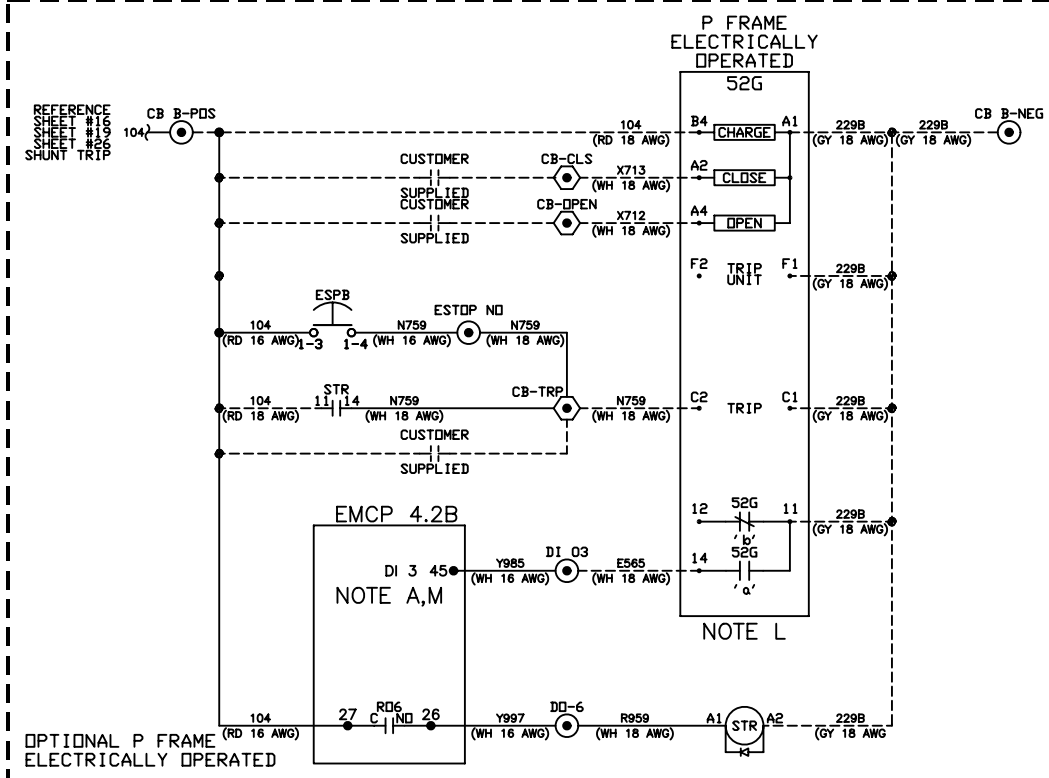 P FRAME
ELECTRICALLY
OPERATED
52G
REFERENCE
SHEET #16
SHEET #19
SHEET #26
SHUNT TRIP
104
CB B-POS
104
(RD 18 AWG)
B4
CHARGE
A1
229B
(GY 18 AWG)
229B
(GY 18 AWG)
CB B-NEG
CUSTOMER
SUPPLIED
CB-CLS
X713
(WH 18 AWG)
A2
CLOSE
CUSTOMER
SUPPLIED
CB-OPEN
X712
(WH 18 AWG)
A4
OPEN
F2
TRIP
UNIT
F1
229B
(GY 18 AWG)
104
(RD 16 AWG)
ESPB
1-3
1-4
N759
(WH 16 AWG)
ESTOP NO
N759
(WH 18 AWG)
104
(RD 18 AWG)
STR
11
14
N759
(WH 18 AWG)
CB-TRP
N759
(WH 18 AWG)
C2
TRIP
C1
229B
(GY 18 AWG)
CUSTOMER
SUPPLIED
EMCP 4.2B
12
52G
'b'
11
229B
(GY 18 AWG)
DI 3 45
NOTE A,M
Y985
(WH 16 AWG)
DI 03
E565
(WH 18 AWG)
14
52G
'a'
NOTE L
104
(RD 16 AWG)
27
C
RO6
NO
26
Y997
(WH 16 AWG)
DO-6
R959
(WH 18 AWG)
A1
STR
A2
229B
(GY 18 AWG
OPTIONAL P FRAME
ELECTRICALLY OPERATED